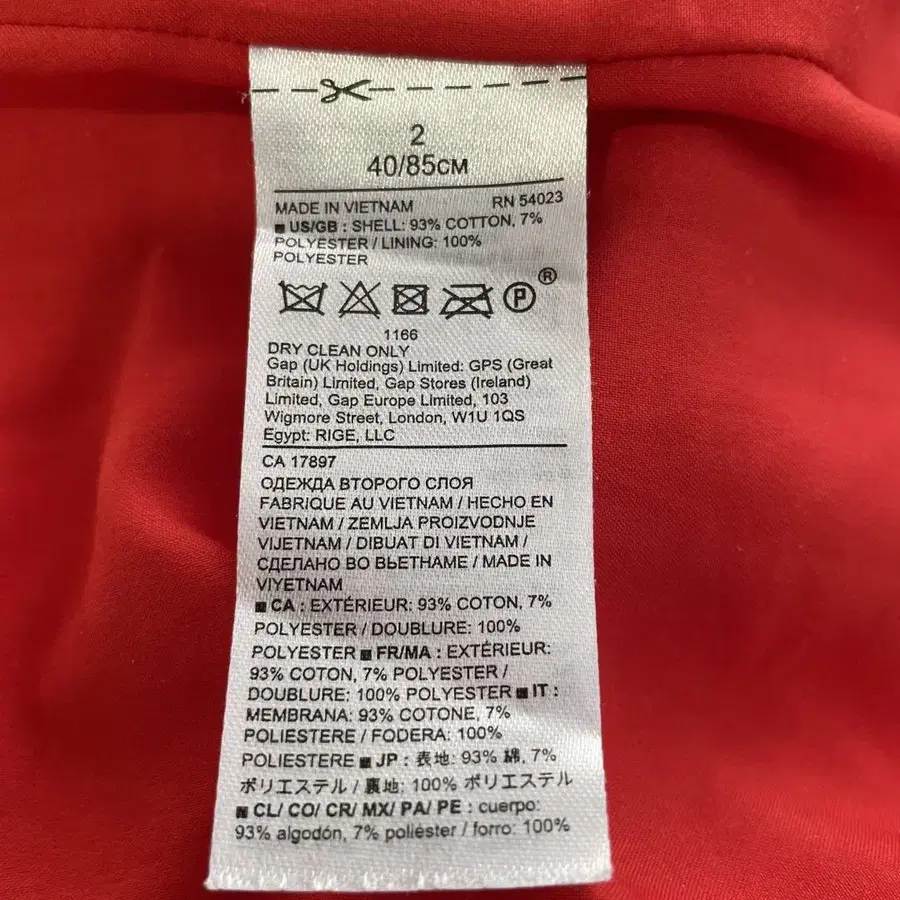 2
40/85CM
MADE IN VIETNAM RN 54023
US/GB : SHELL: 93% COTTON, 7%
POLYESTER / LINING: 100%
POLYESTER
P ®
1166
DRY CLEAN ONLY
Gap (UK Holdings) Limited: GPS (Great
Britain) Limited, Gap Stores (Ireland)
Limited, Gap Europe Limited, 103
Wigmore Street, London, W1U 1QS
Egypt: RIGE, LLC
CA 17897
ОДЕЖДА ВТОРОГО СЛОЯ
FABRIQUE AU VIETNAM / HECHO EN
VIETNAM / ZEMLJA PROIZVODNJE
VIJETNAM / DIBUAT DI VIETNAM /
СДЕЛАНО ВО ВЬЕТНАМЕ / MADE IN
VIYETNAM
CA : EXTÉRIEUR: 93% COTON, 7%
POLYESTER / DOUBLURE: 100%
POLYESTER FR/MA : EXTÉRIEUR:
93% COTON, 7% POLYESTER /
DOUBLURE: 100% POLYESTER IT :
MEMBRANA: 93% COTONE, 7%
POLIESTERE / FODERA: 100%
POLIESTERE JP : 表地: 93% 綿, 7%
ポリエステル / 裏地: 100% ポリエステル
CL/ CO/ CR/ MX/ PA/ PE : cuerpo:
93% algodón, 7% poliéster / forro: 100%